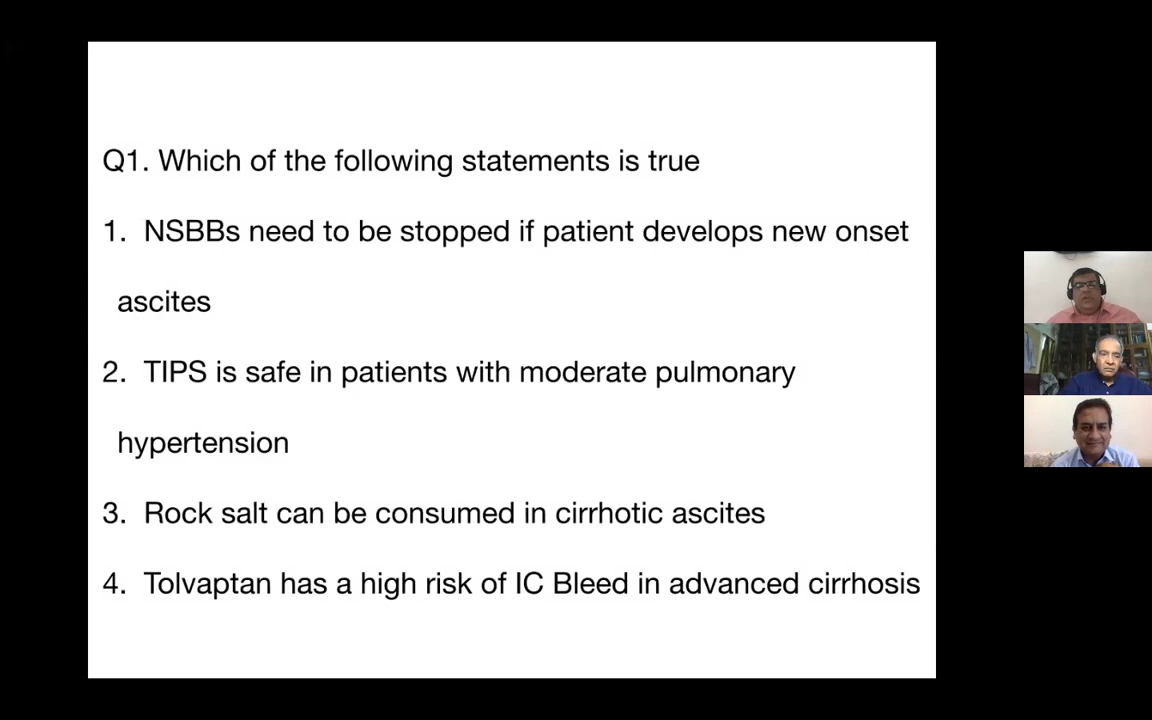 Q1. Which of the following statements is true
1. NSBBs need to be stopped if patient develops new onset
ascites
2. TIPS is safe in patients with moderate pulmonary
hypertension
3. Rock salt can be consumed in cirrhotic ascites
4. Tolvaptan has a high risk of IC Bleed in advanced cirrhosis